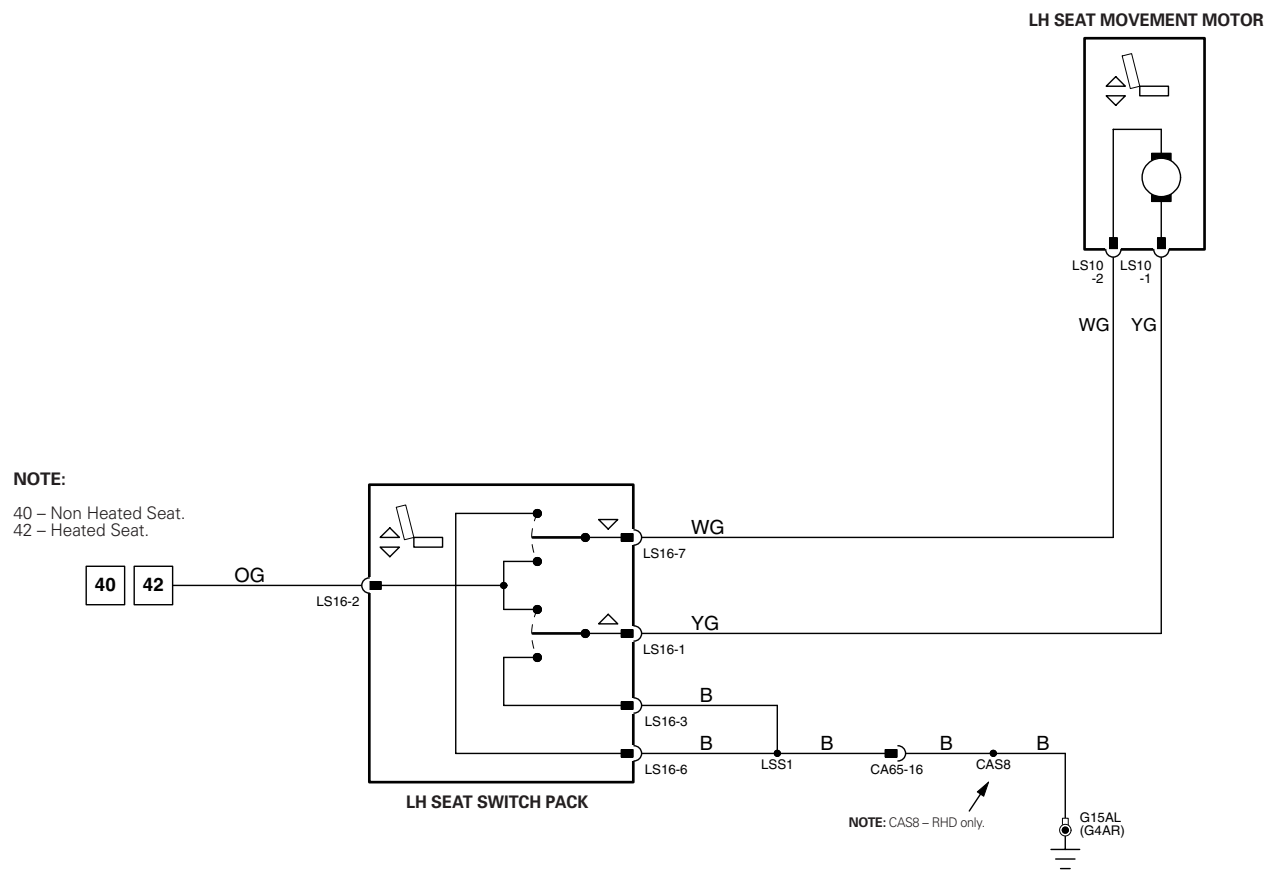 LH SEAT MOVEMENT MOTOR
LS10
-2
LS10
-1
WG
YG
NOTE:
40 – Non Heated Seat.
42 – Heated Seat.
40
42
OG
LS16-2
WG
LS16-7
YG
LS16-1
B
LS16-3
B
LS16-6
LSS1
B
CA65-16
B
CAS8
B
LH SEAT SWITCH PACK
NOTE: CAS8 – RHD only.
G15AL
(G4AR)